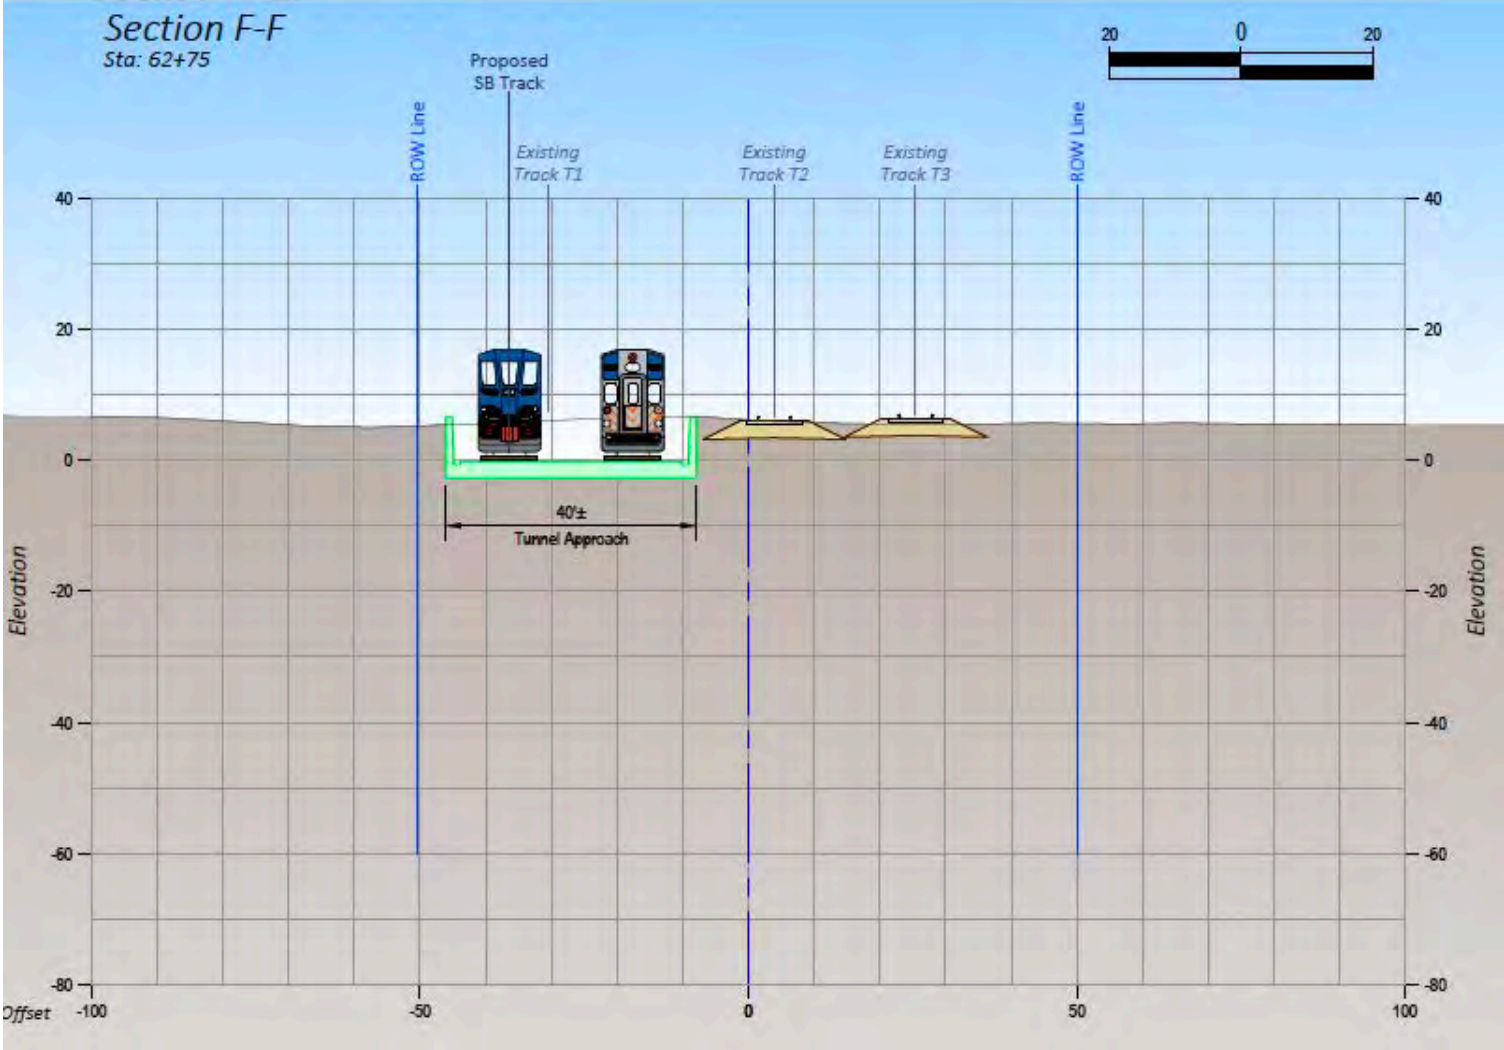 Section F-F
Sta: 62+75
20 0 20
Proposed
SB Track
ROW Line
Existing
Track T1
Existing
Track T2
Existing
Track T3
ROW Line
40 40
20 20
0 0
40'±
Tunnel Approach
-20 -20
Elevation
Elevation
-40 -40
-60 -60
-80 -80
Offset -100 -50 0 50 100